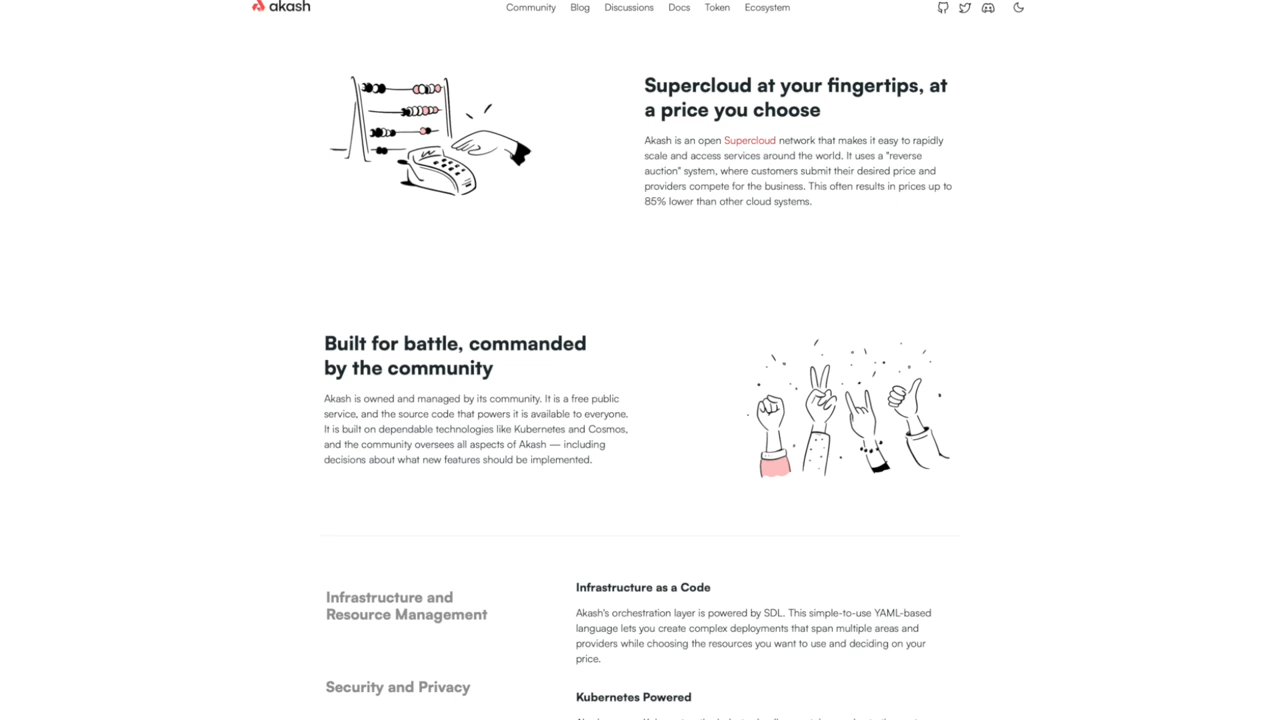 akash
Community Blog Discussions Docs Token Ecosystem
Supercloud at your fingertips, at
a price you choose
Akash is an open Supercloud network that makes it easy to rapidly
scale and access services around the world. It uses a "reverse
auction" system, where customers submit their desired price and
providers compete for the business. This often results in prices up to
85% lower than other cloud systems.
Built for battle, commanded
by the community
Akash is owned and managed by its community. It is a free public
service, and the source code that powers it is available to everyone.
It is built on dependable technologies like Kubernetes and Cosmos,
and the community oversees all aspects of Akash — including
decisions about what new features should be implemented.
Infrastructure and
Resource Management
Security and Privacy
Infrastructure as a Code
Akash's orchestration layer is powered by SDL. This simple-to-use YAML-based
language lets you create complex deployments that span multiple areas and
providers while choosing the resources you want to use and deciding on your
price.
Kubernetes Powered